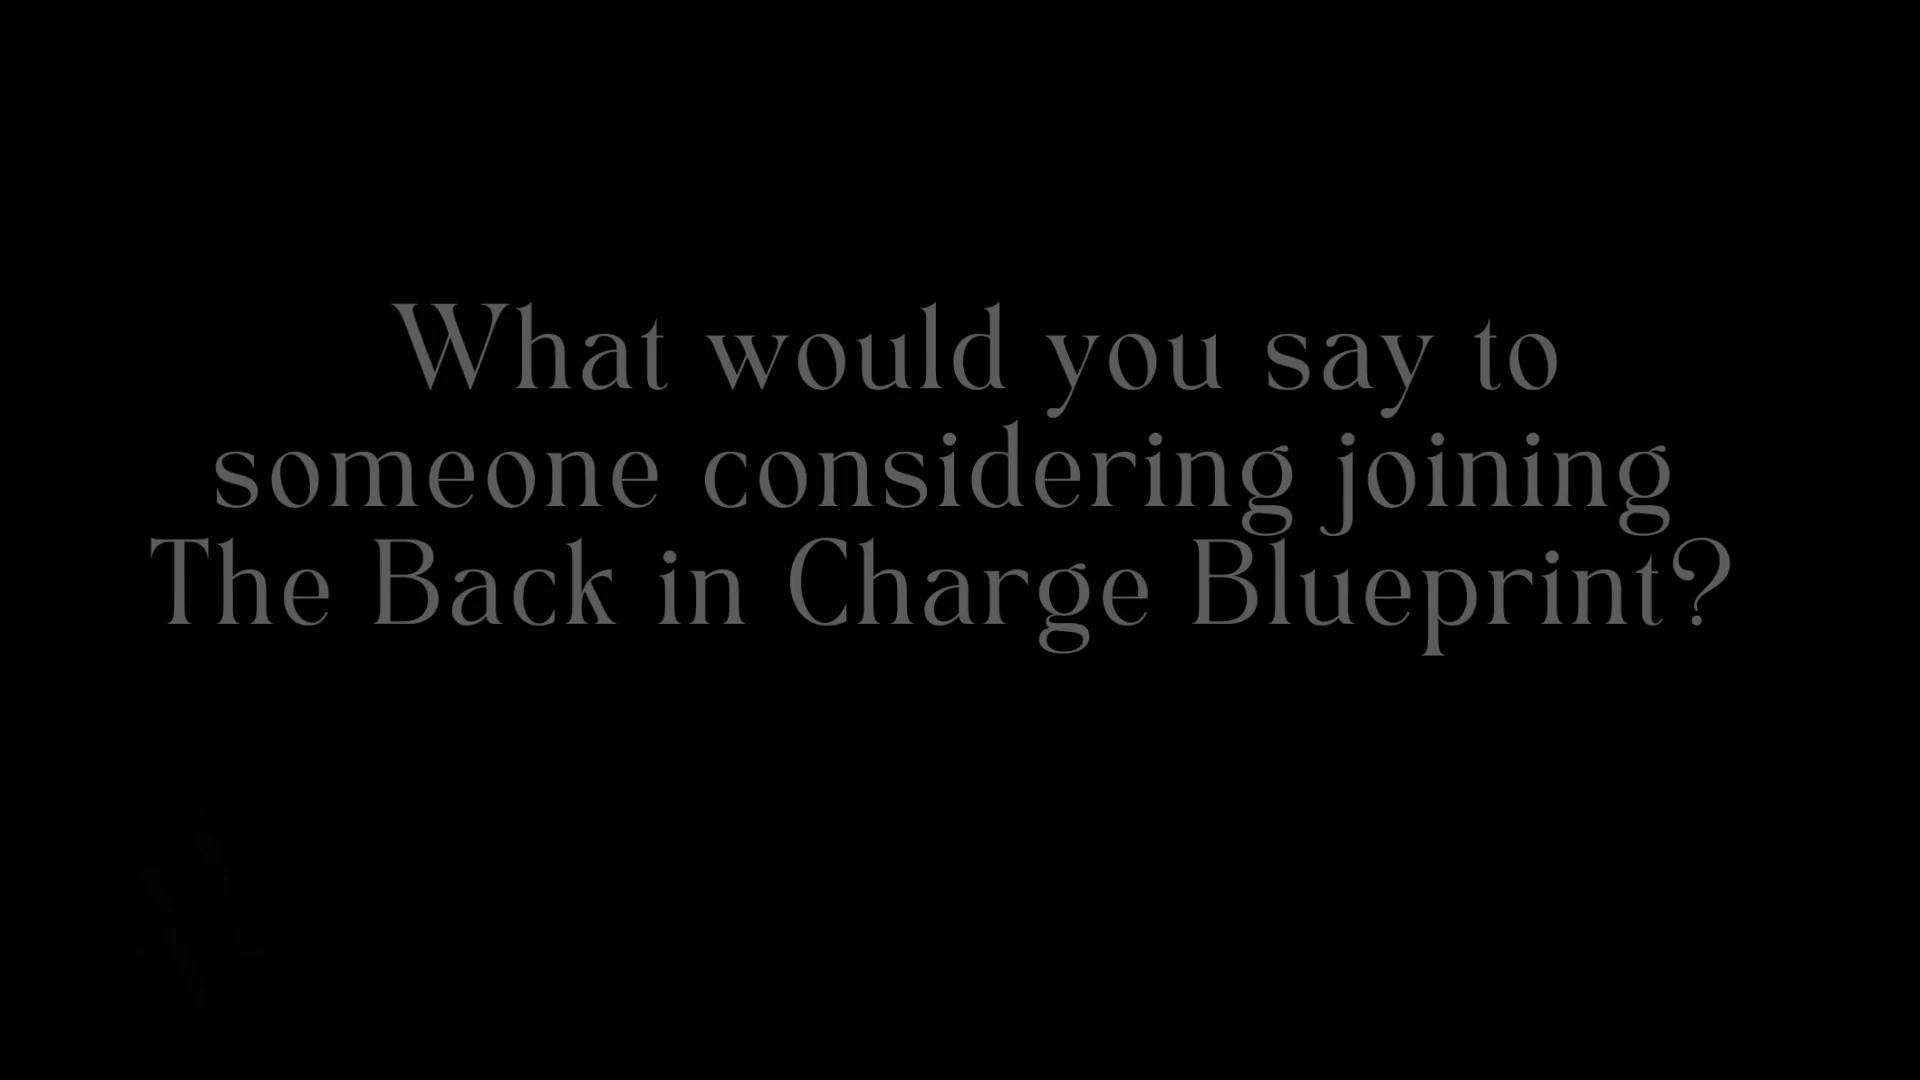 What would you say to
someone considering joining
The Back in Charge Blueprint?